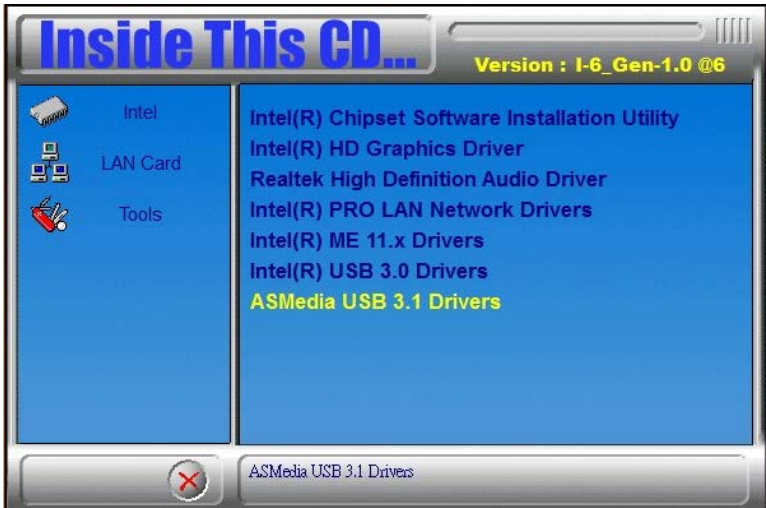 Inside This CD...
Version : I-6_Gen-1.0 @6
Intel
LAN Card
Tools
Intel(R) Chipset Software Installation Utility
Intel(R) HD Graphics Driver
Realtek High Definition Audio Driver
Intel(R) PRO LAN Network Drivers
Intel(R) ME 11.x Drivers
Intel(R) USB 3.0 Drivers
ASMedia USB 3.1 Drivers
ASMedia USB 3.1 Drivers